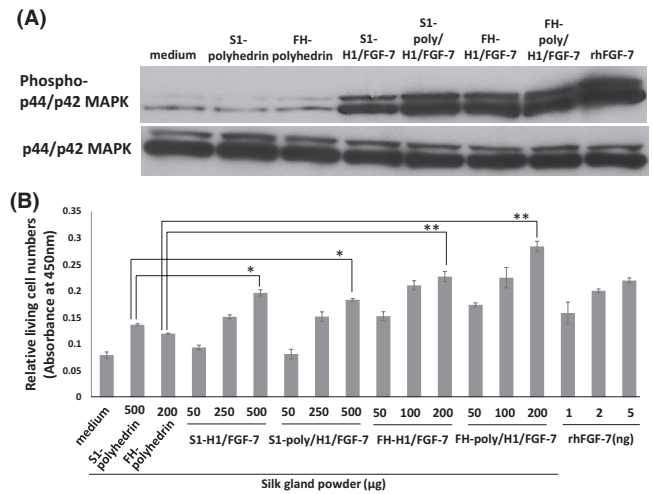 (A)
medium
S1-
polyhedrin
FH-
polyhedrin
S1-
H1/FGF-7
S1-
poly/
H1/FGF-7
FH-
H1/FGF-7
FH-
poly/
H1/FGF-7
rhFGF-7
Phospho-
p44/p42 MAPK
p44/p42 MAPK
(B)
Relative living cell numbers
(Absorbance at 450nm)
0.35
0.3
0.25
0.2
0.15
0.1
0.05
0
*
*
**
**
medium
500
S1-
polyhedrin
200
FH-
polyhedrin
50 250 500
S1-H1/FGF-7
50 250 500
S1-poly/H1/FGF-7
50 100 200
FH-H1/FGF-7
50 100 200
FH-poly/H1/FGF-7
1 2 5
rhFGF-7(ng)
Silk gland powder (μg)